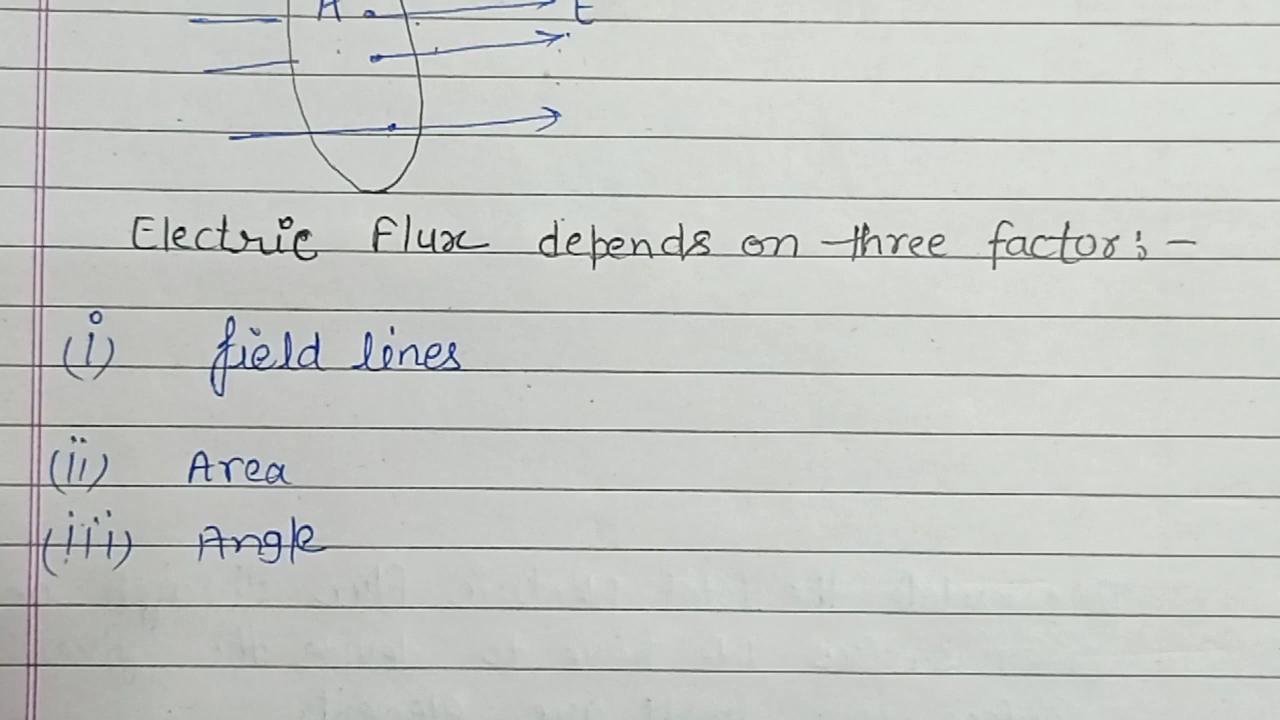 A E
Electric Flux depends on three factor :-
(i) field lines
(ii) Area
(iii) Angle